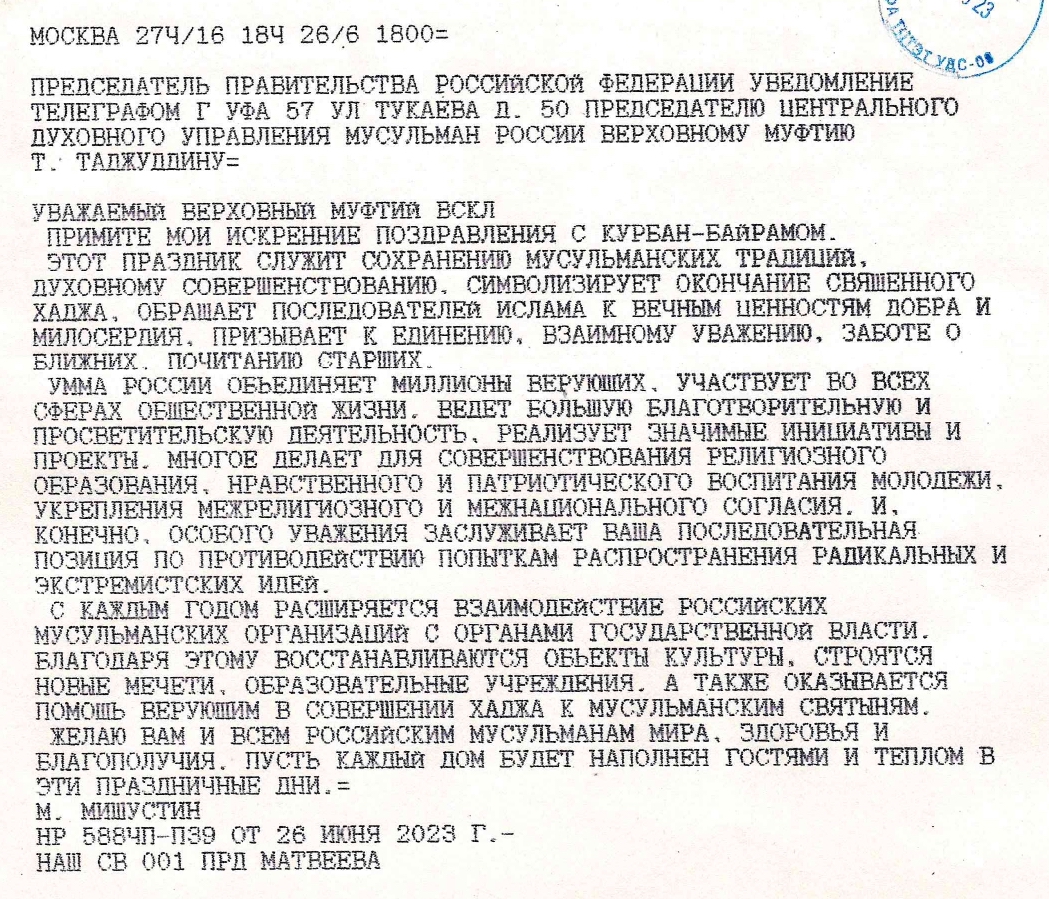 23
УФА ТЦТЭТ УДС-08
МОСКВА 27Ч/16 18Ч 26/6 1800=
ПРЕДСЕДАТЕЛЬ ПРАВИТЕЛЬСТВА РОССИЙСКОЙ ФЕДЕРАЦИИ УВЕДОМЛЕНИЕ
ТЕЛЕГРАФОМ Г УФА 57 УЛ ТУКАЕВА Д. 50 ПРЕДСЕДАТЕЛЮ ЦЕНТРАЛЬНОГО
ДУХОВНОГО УПРАВЛЕНИЯ МУСУЛЬМАН РОССИИ ВЕРХОВНОМУ МУФТИЮ
Т. ТАДЖУДДИНУ=
УВАЖАЕМЫЙ ВЕРХОВНЫЙ МУФТИЙ ВСКЛ
ПРИМИТЕ МОИ ИСКРЕННИЕ ПОЗДРАВЛЕНИЯ С КУРБАН-БАЙРАМОМ.
ЭТОТ ПРАЗДНИК СЛУЖИТ СОХРАНЕНИЮ МУСУЛЬМАНСКИХ ТРАДИЦИЙ,
ДУХОВНОМУ СОВЕРШЕНСТВОВАНИЮ, СИМВОЛИЗИРУЕТ ОКОНЧАНИЕ СВЯЩЕННОГО
ХАДЖА, ОБРАЩАЕТ ПОСЛЕДОВАТЕЛЕЙ ИСЛАМА К ВЕЧНЫМ ЦЕННОСТЯМ ДОБРА И
МИЛОСЕРДИЯ, ПРИЗЫВАЕТ К ЕДИНЕНИЮ, ВЗАИМНОМУ УВАЖЕНИЮ, ЗАБОТЕ О
БЛИЖНИХ, ПОЧИТАНИЮ СТАРШИХ.
УММА РОССИИ ОБЬЕДИНЯЕТ МИЛЛИОНЫ ВЕРУЮЩИХ, УЧАСТВУЕТ ВО ВСЕХ
СФЕРАХ ОБЩЕСТВЕННОЙ ЖИЗНИ, ВЕДЕТ БОЛЬШУЮ БЛАГОТВОРИТЕЛЬНУЮ И
ПРОСВЕТИТЕЛЬСКУЮ ДЕЯТЕЛЬНОСТЬ, РЕАЛИЗУЕТ ЗНАЧИМЫЕ ИНИЦИАТИВЫ И
ПРОЕКТЫ, МНОГОЕ ДЕЛАЕТ ДЛЯ СОВЕРШЕНСТВОВАНИЯ РЕЛИГИОЗНОГО
ОБРАЗОВАНИЯ, НРАВСТВЕННОГО И ПАТРИОТИЧЕСКОГО ВОСПИТАНИЯ МОЛОДЕЖИ,
УКРЕПЛЕНИЯ МЕЖРЕЛИГИОЗНОГО И МЕЖНАЦИОНАЛЬНОГО СОГЛАСИЯ. И,
КОНЕЧНО, ОСОБОГО УВАЖЕНИЯ ЗАСЛУЖИВАЕТ ВАША ПОСЛЕДОВАТЕЛЬНАЯ
ПОЗИЦИЯ ПО ПРОТИВОДЕЙСТВИЮ ПОПЫТКАМ РАСПРОСТРАНЕНИЯ РАДИКАЛЬНЫХ И
ЭКСТРЕМИСТСКИХ ИДЕЙ.
С КАЖДЫМ ГОДОМ РАСШИРЯЕТСЯ ВЗАИМОДЕЙСТВИЕ РОССИЙСКИХ
МУСУЛЬМАНСКИХ ОРГАНИЗАЦИЙ С ОРГАНАМИ ГОСУДАРСТВЕННОЙ ВЛАСТИ.
БЛАГОДАРЯ ЭТОМУ ВОССТАНАВЛИВАЮТСЯ ОБЬЕКТЫ КУЛЬТУРЫ, СТРОЯТСЯ
НОВЫЕ МЕЧЕТИ, ОБРАЗОВАТЕЛЬНЫЕ УЧРЕЖДЕНИЯ, А ТАКЖЕ ОКАЗЫВАЕТСЯ
ПОМОЩЬ ВЕРУЮЩИМ В СОВЕРШЕНИИ ХАДЖА К МУСУЛЬМАНСКИМ СВЯТЫНЯМ.
ЖЕЛАЮ ВАМ И ВСЕМ РОССИЙСКИМ МУСУЛЬМАНАМ МИРА, ЗДОРОВЬЯ И
БЛАГОПОЛУЧИЯ. ПУСТЬ КАЖДЫЙ ДОМ БУДЕТ НАПОЛНЕН ГОСТЯМИ И ТЕПЛОМ В
ЭТИ ПРАЗДНИЧНЫЕ ДНИ.=
М. МИШУСТИН
НР 588ЧП-П39 ОТ 26 ИЮНЯ 2023 Г.-
НАШ СВ 001 ПРД МАТВЕЕВА